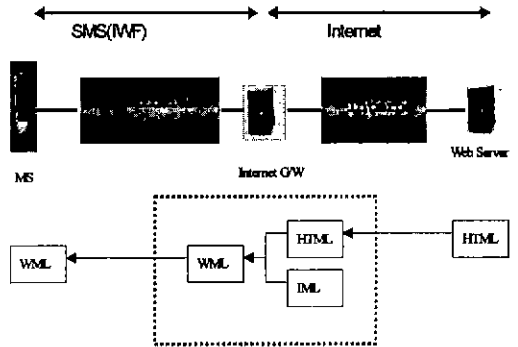 SMS(IWF) Internet
MS Internet G/W Web Server
WML WML HTML HTML
IML